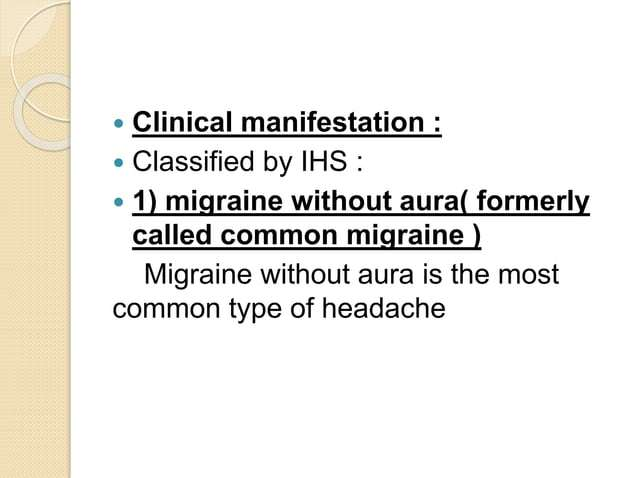 Clinical manifestation :
Classified by IHS :
1) migraine without aura( formerly
called common migraine )
Migraine without aura is the most
common type of headache